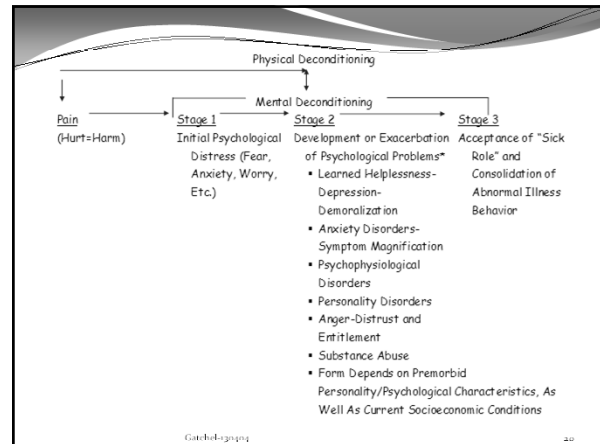 Physical Deconditioning
Mental Deconditioning
Pain
(Hurt=Harm)
Stage 1
Initial Psychological
Distress (Fear,
Anxiety, Worry,
Etc.)
Stage 2
Development or Exacerbation
of Psychological Problems*
▪ Learned Helplessness-
Depression-
Demoralization
▪ Anxiety Disorders-
Symptom Magnification
▪ Psychophysiological
Disorders
▪ Personality Disorders
▪ Anger-Distrust and
Entitlement
▪ Substance Abuse
▪ Form Depends on Premorbid
Personality/Psychological Characteristics, As
Well As Current Socioeconomic Conditions
Stage 3
Acceptance of "Sick
Role" and
Consolidation of
Abnormal Illness
Behavior
Gatchel-130404
20